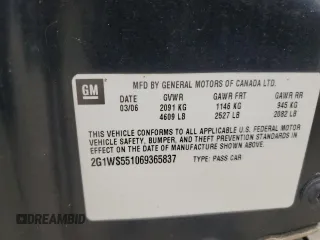 GM
MFD BY GENERAL MOTORS OF CANADA LTD.
DATE GVWR GAWR FRT GAWR RR
03/06 2091 KG 1146 KG 945 KG
4609 LB 2527 LB 2082 LB
THIS VEHICLE CONFORMS TO ALL APPLICABLE U.S. FEDERAL MOTOR
VEHICLE SAFETY, BUMPER, AND THEFT PREVENTION STANDARDS
IN EFFECT ON THE DATE OF MANUFACTURE SHOWN ABOVE.
2G1WS551069365837 TYPE: PASS CAR
DREAMBID